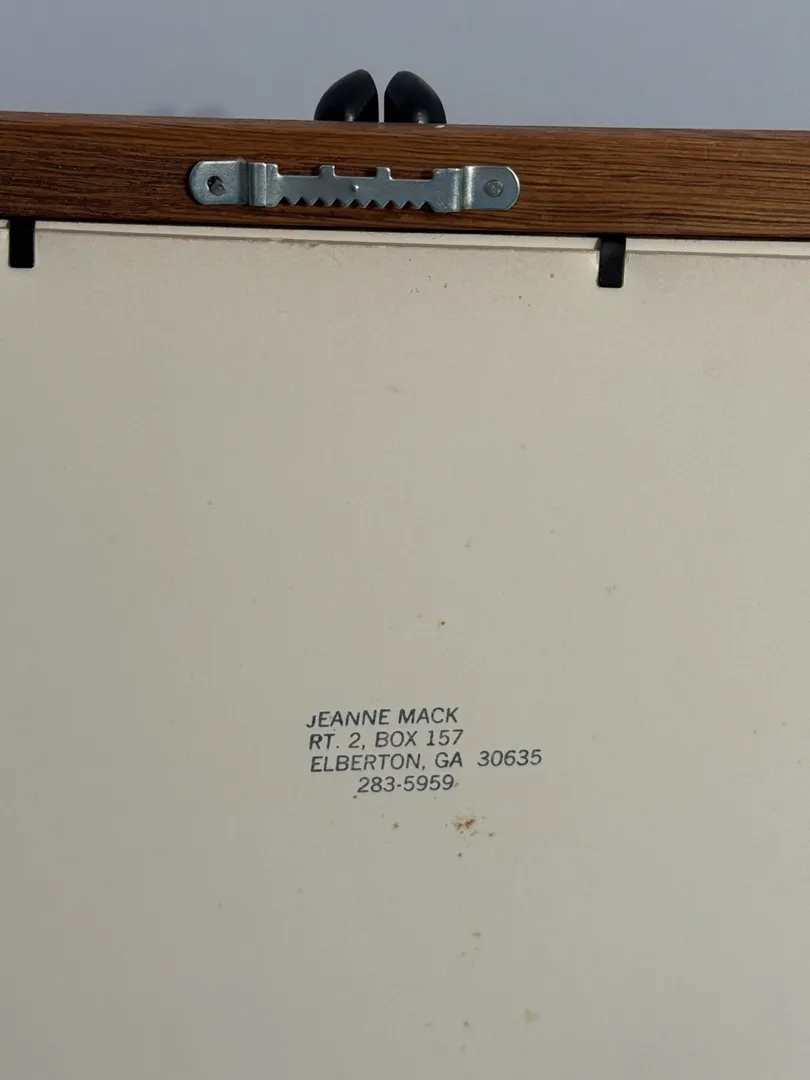 JEANNE MACK
RT. 2, BOX 157
ELBERTON, GA 30635
283-5959